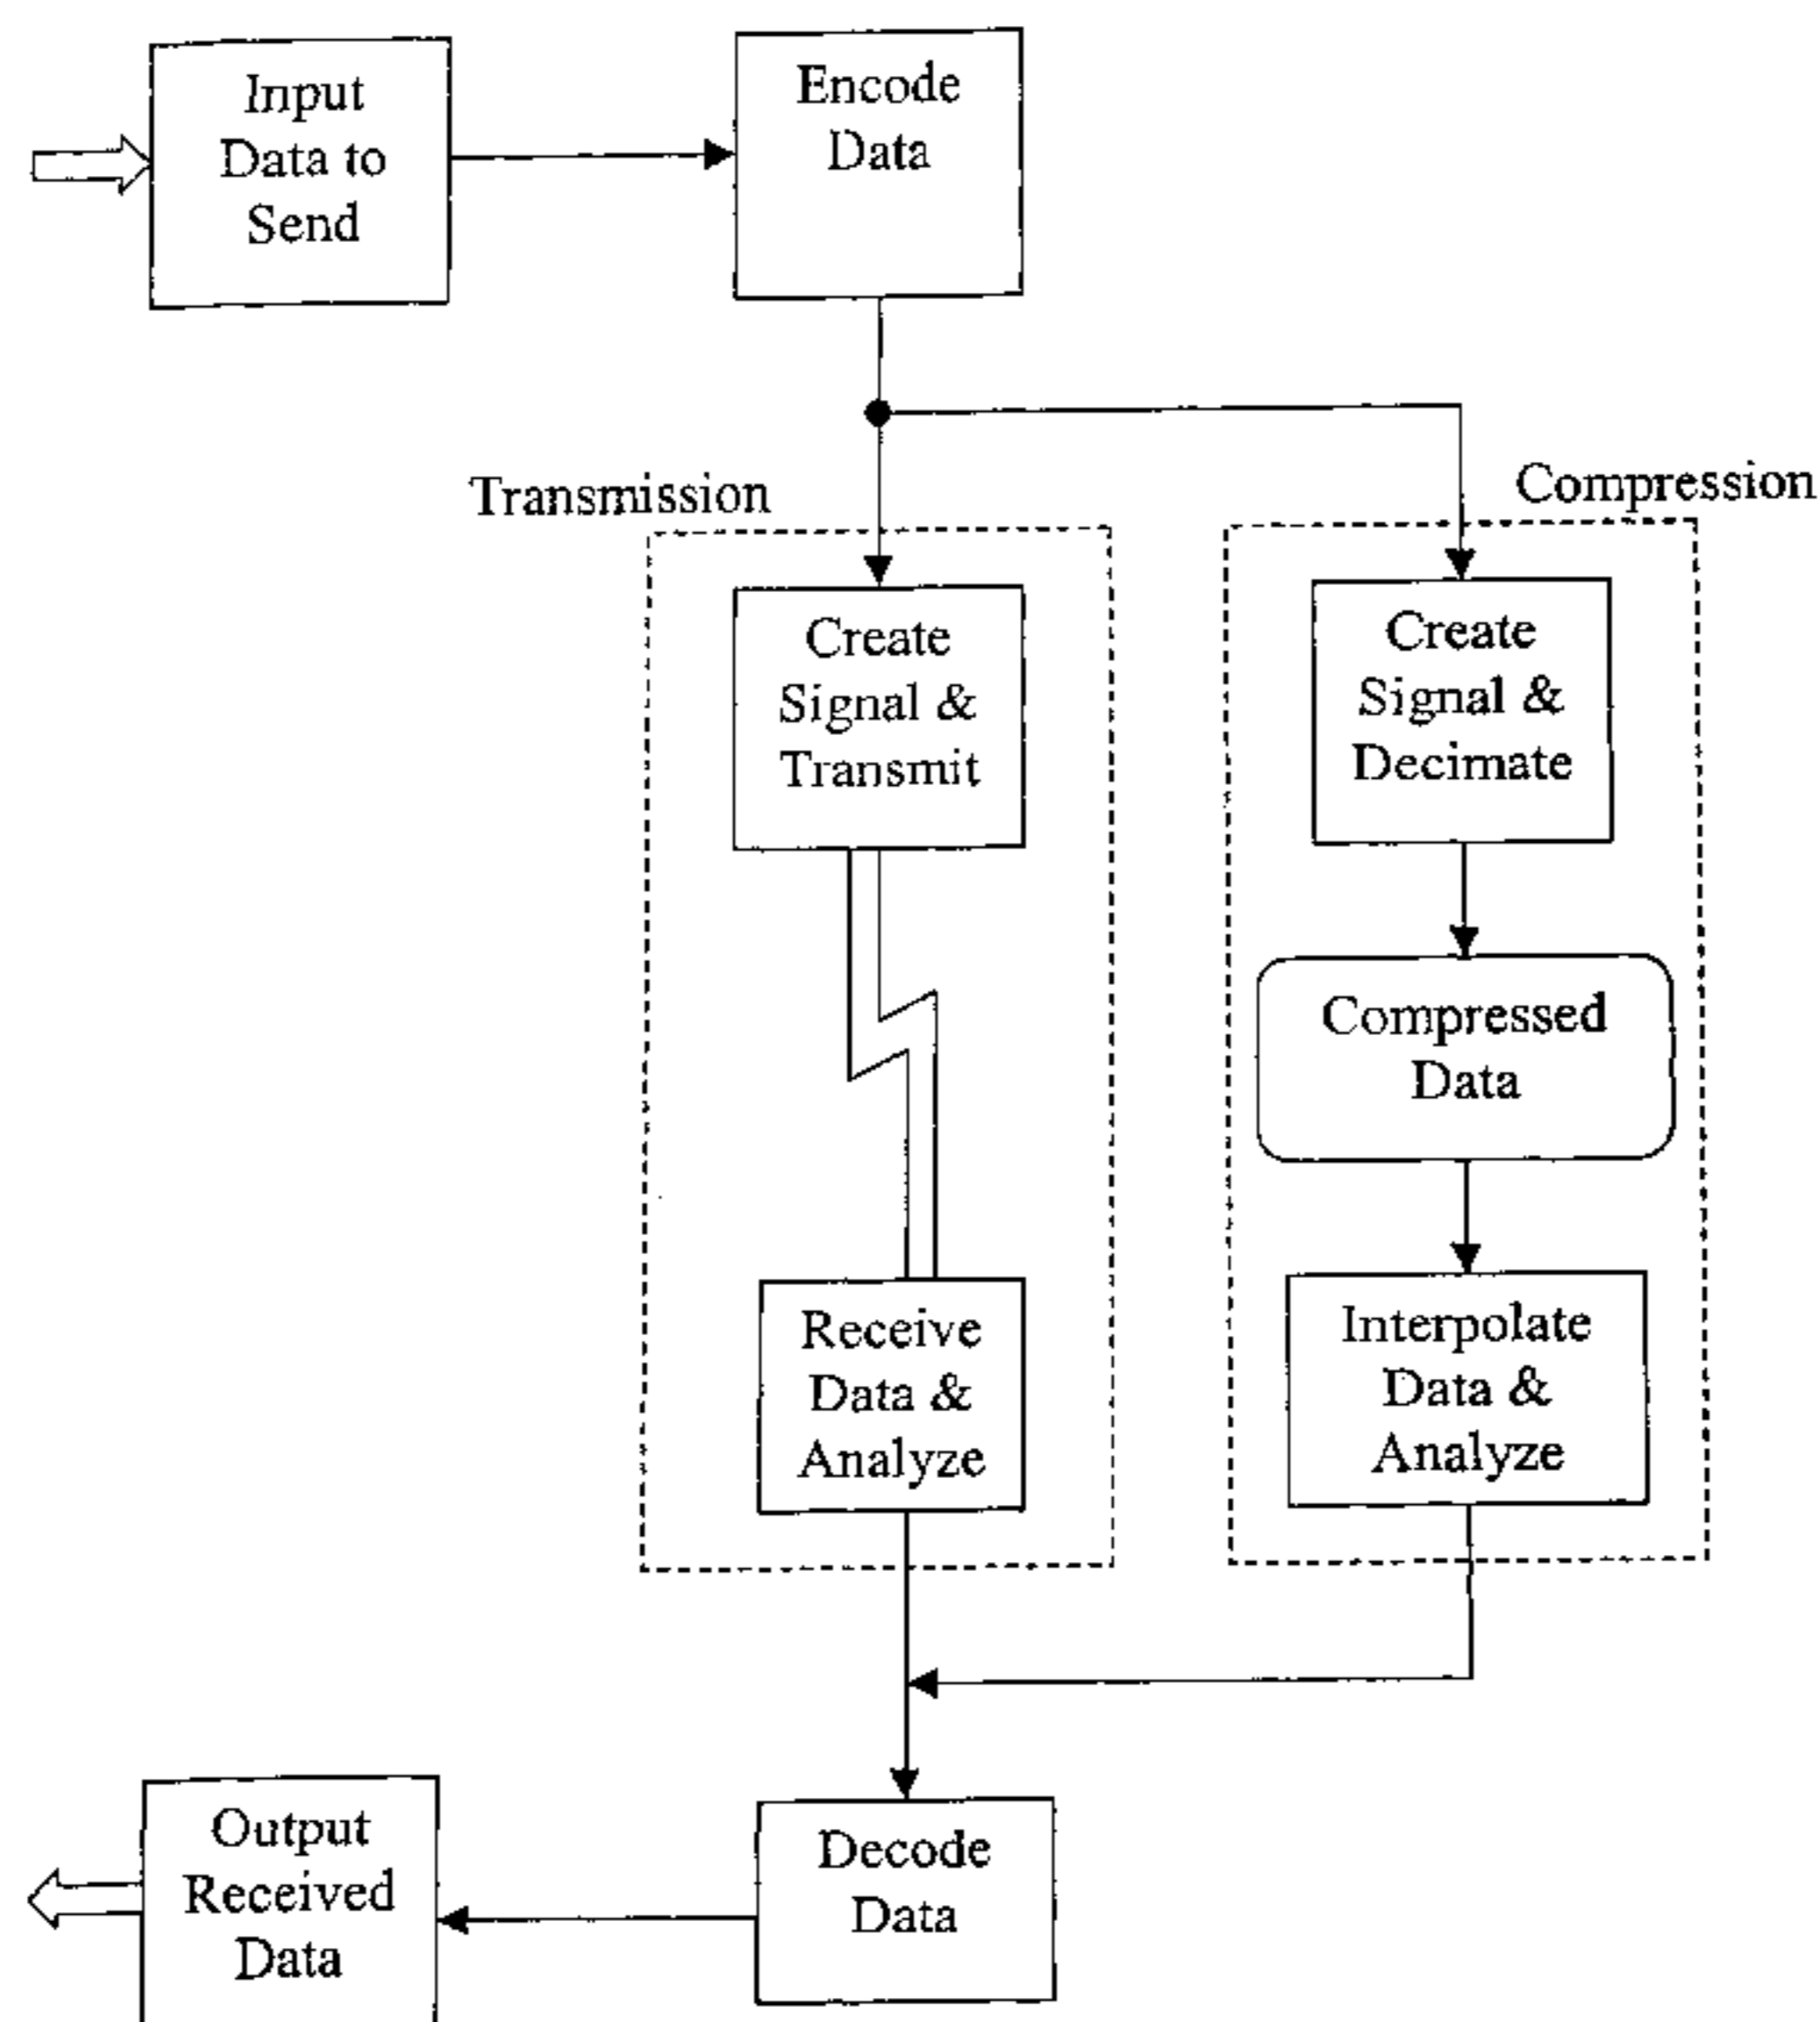 Input
Data to
Send
Encode
Data
Transmission
Compression
Create
Signal &
Transmit
Create
Signal &
Decimate
Compressed
Data
Receive
Data &
Analyze
Interpolate
Data &
Analyze
Output
Received
Data
Decode
Data